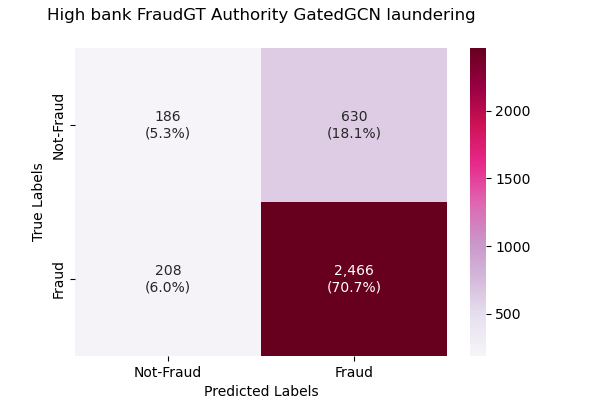 High bank FraudGT Authority GatedGCN laundering
True Labels
Not-Fraud
Fraud
186
(5.3%)
630
(18.1%)
208
(6.0%)
2,466
(70.7%)
Not-Fraud
Fraud
Predicted Labels
2000
1500
1000
500